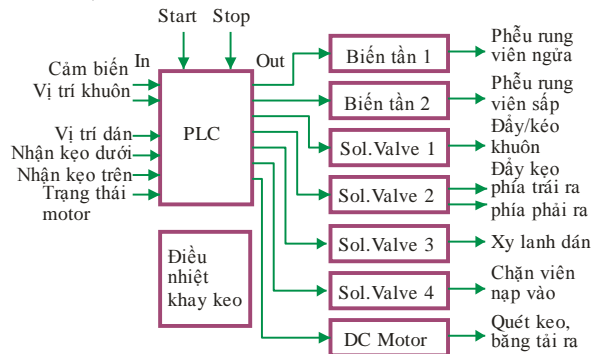 Start Stop
In
Out
Cảm biến
Vị trí khuôn
Vị trí dán
Nhận kẹo dưới
Nhận kẹo trên
Trạng thái
motor
PLC
Điều
nhiệt
khay keo
Biến tần 1
Biến tần 2
Sol.Valve 1
Sol.Valve 2
Sol.Valve 3
Sol.Valve 4
DC Motor
Phễu rung
viên ngửa
Phễu rung
viên sấp
Đẩy/kéo
khuôn
Đẩy kẹo
phía trái ra
phía phải ra
Xy lanh dán
Chặn viên
nạp vào
Quét keo,
băng tải ra